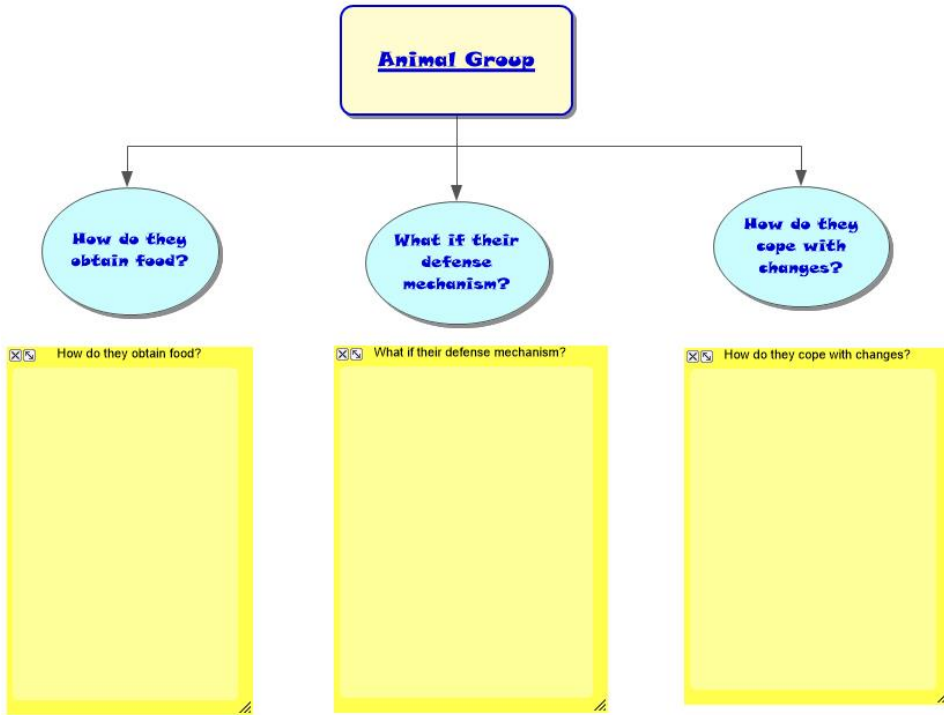 Animal Group
How do they
obtain food?
What if their
defense
mechanism?
How do they
cope with
changes?
How do they obtain food?
What if their defense mechanism?
How do they cope with changes?